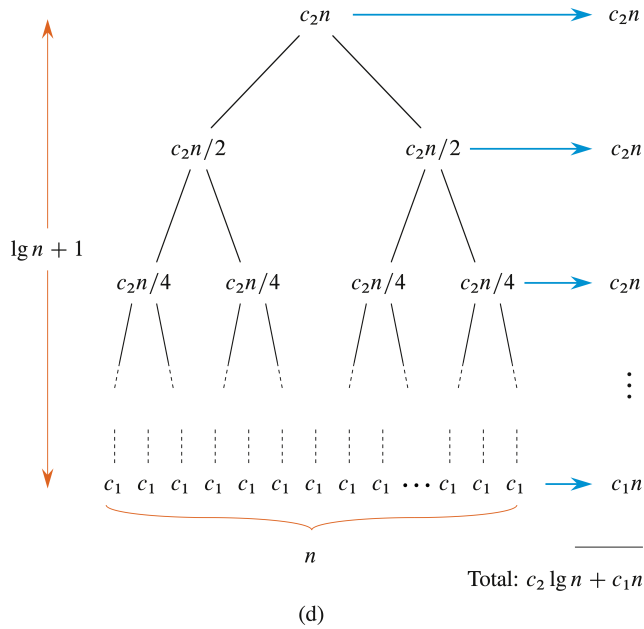 c₂n c₂n
c₂n/2 c₂n/2 c₂n
lg n + 1
c₂n/4 c₂n/4 c₂n/4 c₂n/4 c₂n
⋮
c₁ c₁ c₁ c₁ c₁ c₁ c₁ c₁ c₁ ⋯ c₁ c₁ c₁ c₁n
n
Total: c₂ lg n + c₁n
(d)